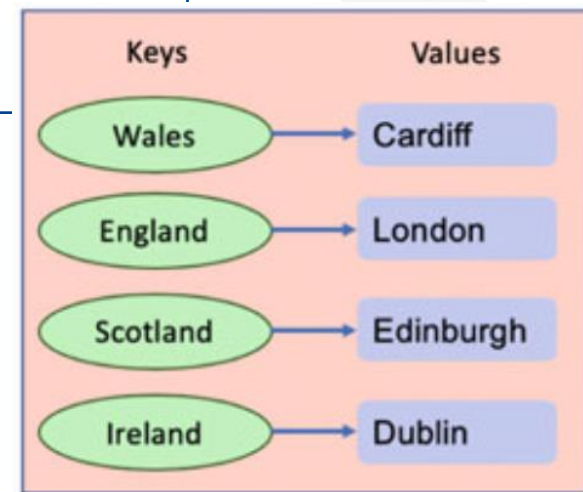 Keys Values
Wales Cardiff
England London
Scotland Edinburgh
Ireland Dublin